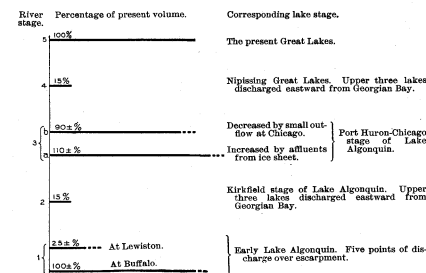 River stage. Percentage of present volume. Corresponding lake stage.
5 100% The present Great Lakes.
4 15% Nipissing Great Lakes. Upper three lakes
discharged eastward from Georgian Bay.
3 b 90±% Decreased by small out-
flow at Chicago.
a 110±% Increased by affluents
from ice sheet.
Port Huron-Chicago
stage of Lake
Algonquin.
2 15% Kirkfield stage of Lake Algonquin. Upper
three lakes discharged eastward from
Georgian Bay.
1 25±% At Lewiston.
100±% At Buffalo.
Early Lake Algonquin. Five points of dis-
charge over escarpment.